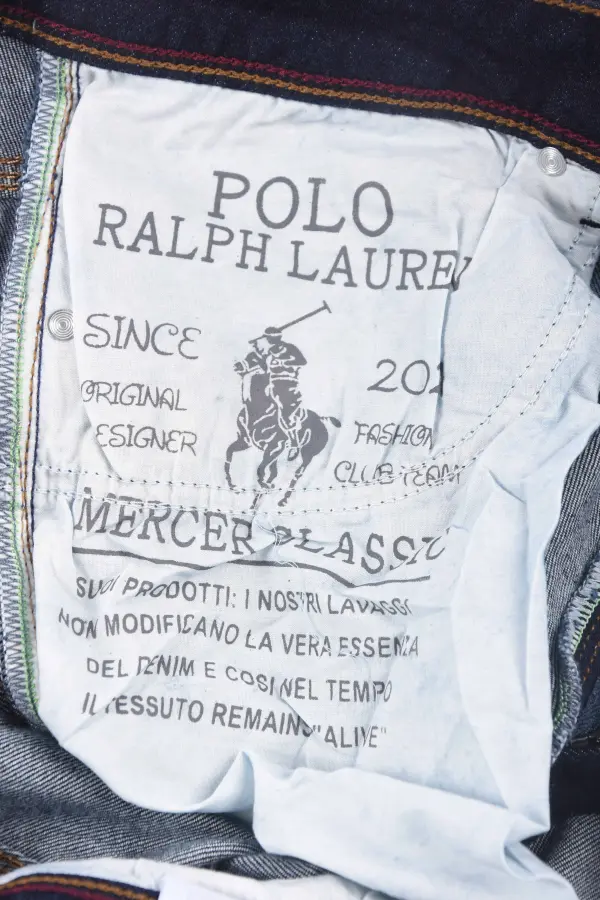 POLO
RALPH LAUREN
SINCE 202
ORIGINAL
ESIGNER FASHION
CLUB TEAM
MERCER CLASSIC
SUOI PRODOTTI: I NOSTRI LAVAGGI
NON MODIFICANO LA VERA ESSENZA
DEL DENIM E COSI NEL TEMPO
IL TESSUTO REMAINS "ALIVE"